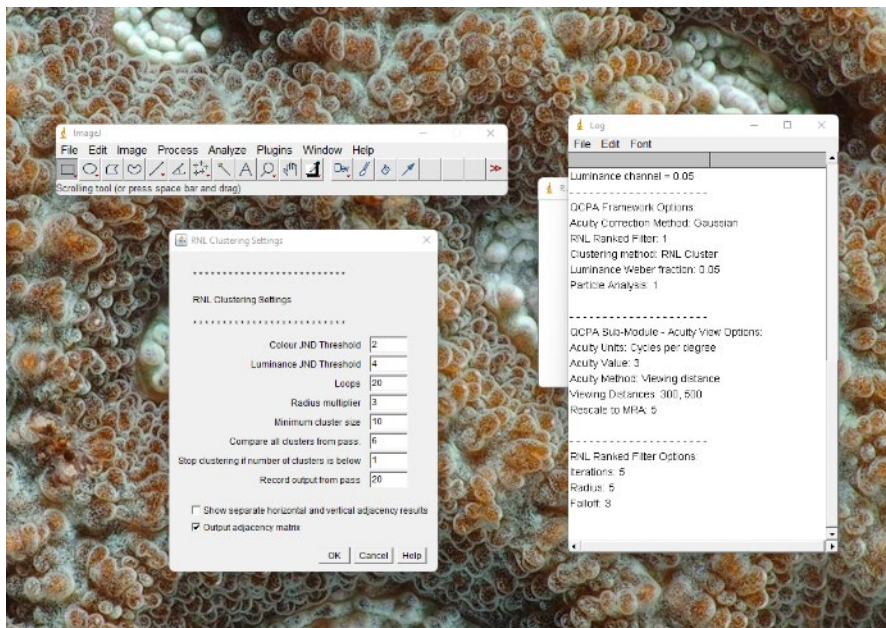 ImageJ
File Edit Image Process Analyze Plugins Window Help
A Dev
Scrolling tool (or press space bar and drag)
RNL Clustering Settings
* * * * * * * * * * * * * * * * * * * * * * * * * *
RNL Clustering Settings
* * * * * * * * * * * * * * * * * * * * * * * * * *
Colour JND Threshold 2
Luminance JND Threshold 4
Loops 20
Radius multiplier 3
Minimum cluster size 10
Compare all clusters from pass: 6
Stop clustering if number of clusters is below 1
Record output from pass 20
Show separate horizontal and vertical adjacency results
Output adjacency matrix
OK Cancel Help
Log
File Edit Font
Luminance channel = 0.05
- - - - - - - - - - - - - - - - - - - - -
QCPA Framework Options:
Acuity Correction Method: Gaussian
RNL Ranked Filter: 1
Clustering method: RNL Cluster
Luminance Weber fraction: 0.05
Particle Analysis: 1
- - - - - - - - - - - - - - - - - - - - -
QCPA Sub-Module - Acuity View Options:
Acuity Units: Cycles per degree
Acuity Value: 3
Acuity Method: Viewing distance
Viewing Distances: 300, 500
Rescale to MRA: 5
- - - - - - - - - - - - - - - - - - - - -
RNL Ranked Filter Options:
Iterations: 5
Radius: 5
Falloff: 3